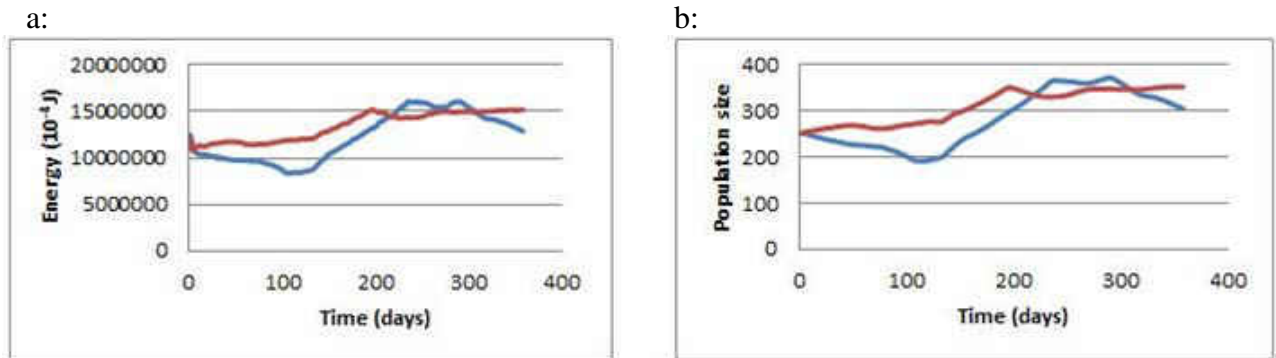 a:
20000000
15000000
10000000
5000000
0
Energy (10⁻⁴ J)
0 100 200 300 400
Time (days)
b:
400
300
200
100
0
Population size
0 100 200 300 400
Time (days)